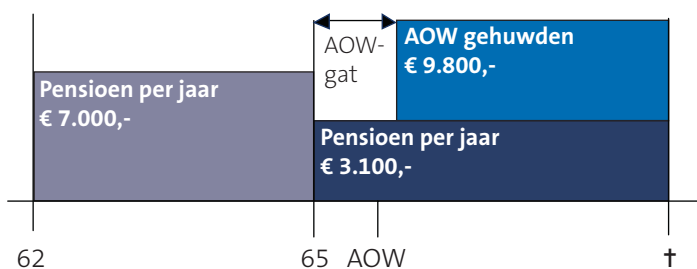 Pensioen per jaar
€ 7.000,-
AOW-
gat
AOW gehuwden
€ 9.800,-
Pensioen per jaar
€ 3.100,-
62
65
AOW
†